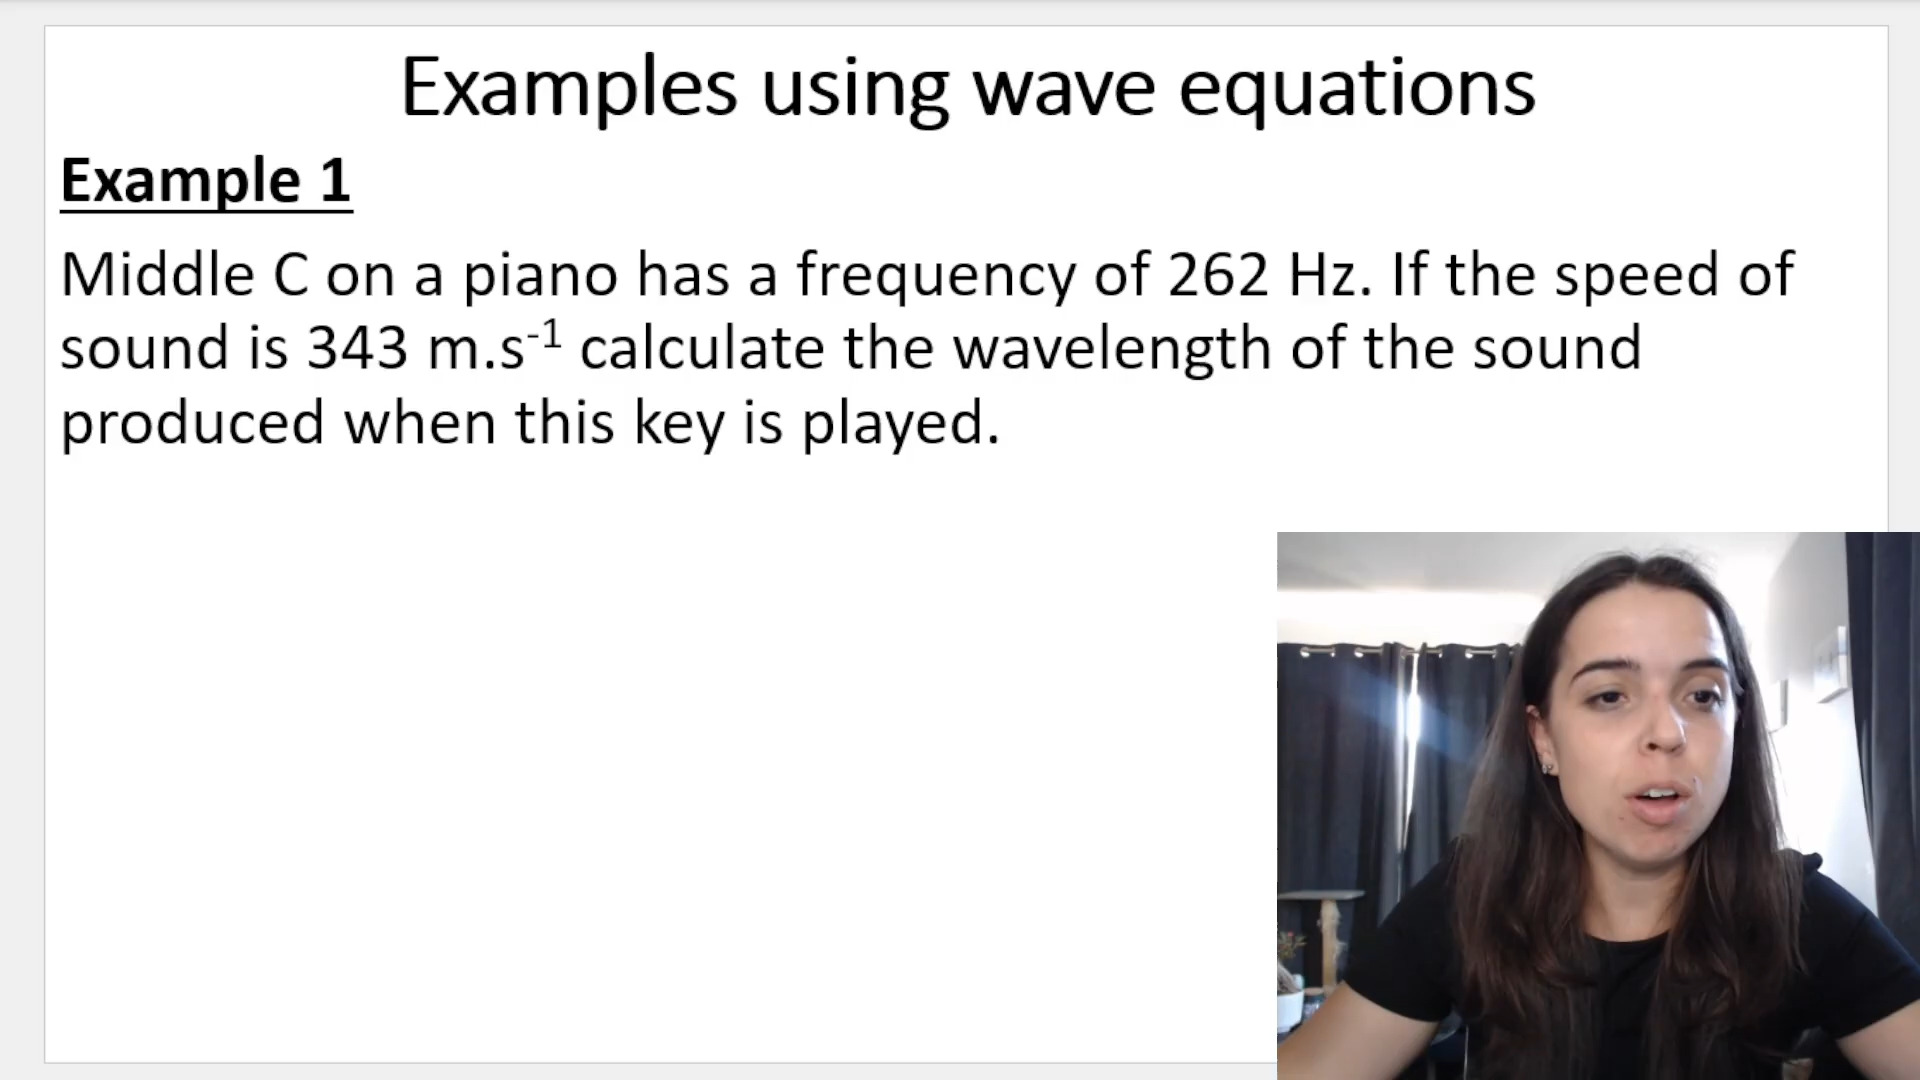 Examples using wave equations
Example 1
Middle C on a piano has a frequency of 262 Hz. If the speed of
sound is 343 m.s⁻¹ calculate the wavelength of the sound
produced when this key is played.